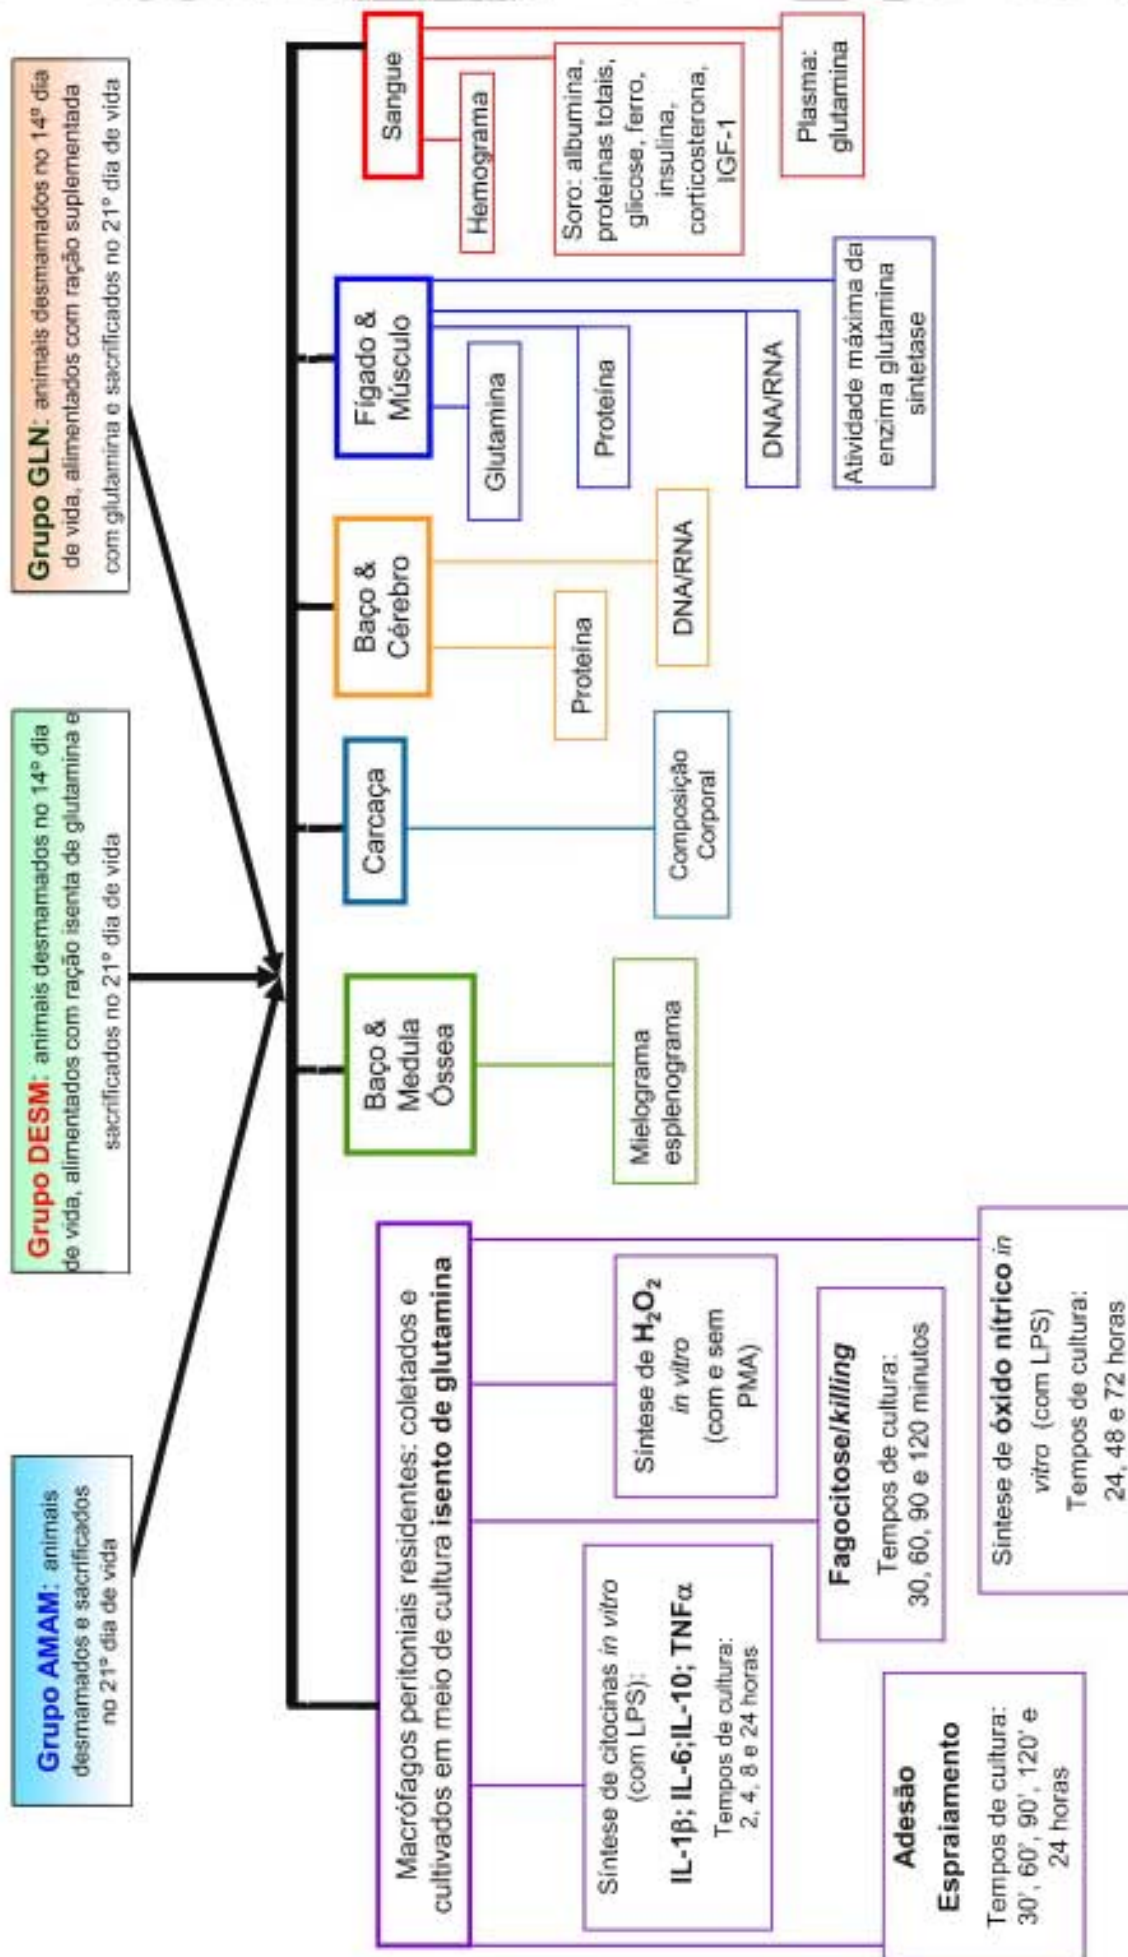 Grupo AMAM: animais
desmamados e sacrificados
no 21º dia de vida
Grupo DESM: animais desmamados no 14º dia
de vida, alimentados com ração isenta de glutamina e
sacrificados no 21º dia de vida
Grupo GLN: animais desmamados no 14º dia
de vida, alimentados com ração suplementada
com glutamina e sacrificados no 21º dia de vida
Macrófagos peritoniais residentes: coletados e
cultivados em meio de cultura isento de glutamina
Baço &
Medula
Óssea
Carcaça
Baço &
Cérebro
Fígado &
Músculo
Sangue
Síntese de citocinas in vitro
(com LPS):
IL-1β; IL-6;IL-10; TNFα
Tempos de cultura:
2, 4, 8 e 24 horas
Síntese de H₂O₂
in vitro
(com e sem
PMA)
Mielograma
esplenograma
Composição
Corporal
Proteína
DNA/RNA
Glutamina
Proteína
DNA/RNA
Atividade máxima da
enzima glutamina
sintetase
Hemograma
Soro: albumina,
proteínas totais,
glicose, ferro,
insulina,
corticosterona,
IGF-1
Plasma:
glutamina
Adesão
Espraiamento
Tempos de cultura:
30', 60', 90', 120' e
24 horas
Fagocitose/killing
Tempos de cultura:
30, 60, 90 e 120 minutos
Síntese de óxido nítrico in
vitro (com LPS)
Tempos de cultura:
24, 48 e 72 horas